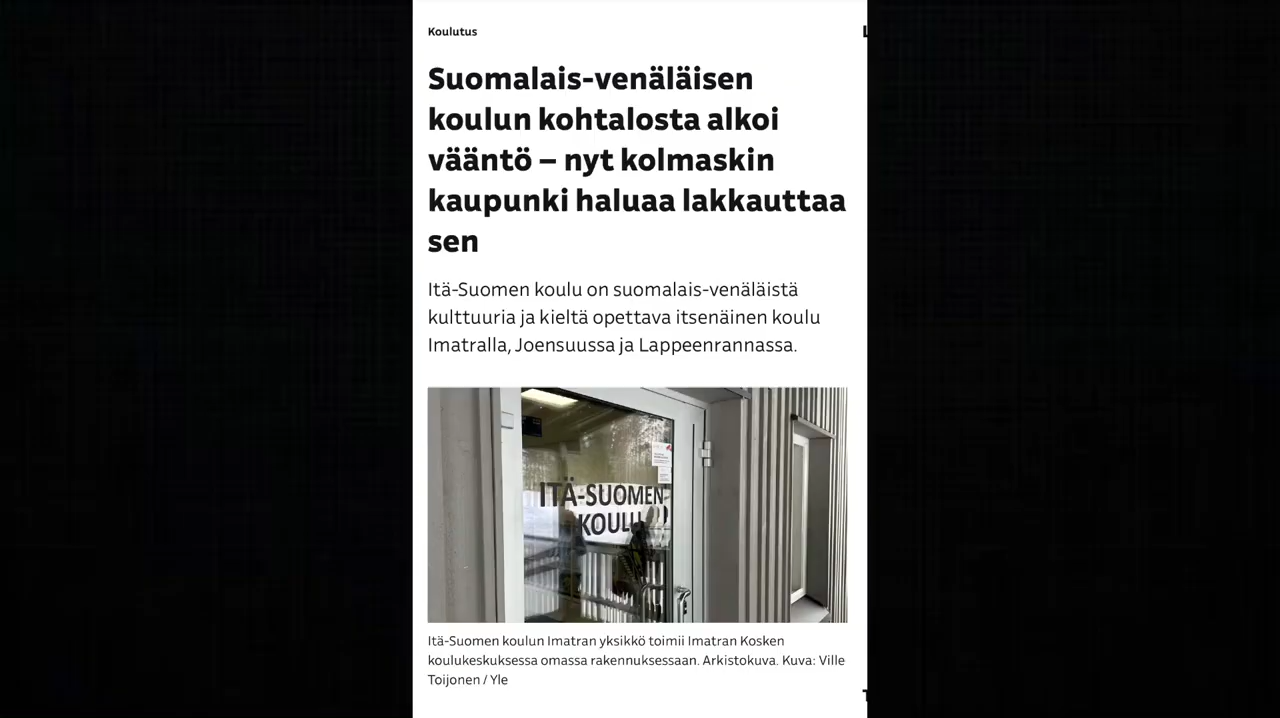 Koulutus
Suomalais-venäläisen
koulun kohtalosta alkoi
vääntö – nyt kolmaskin
kaupunki haluaa lakkauttaa
sen
Itä-Suomen koulu on suomalais-venäläistä
kulttuuria ja kieltä opettava itsenäinen koulu
Imatralla, Joensuussa ja Lappeenrannassa.
ITÄ-SUOMEN
KOULU
Itä-Suomen koulun Imatran yksikkö toimii Imatran Kosken
koulukeskuksessa omassa rakennuksessaan. Arkistokuva. Kuva: Ville
Toijonen / Yle